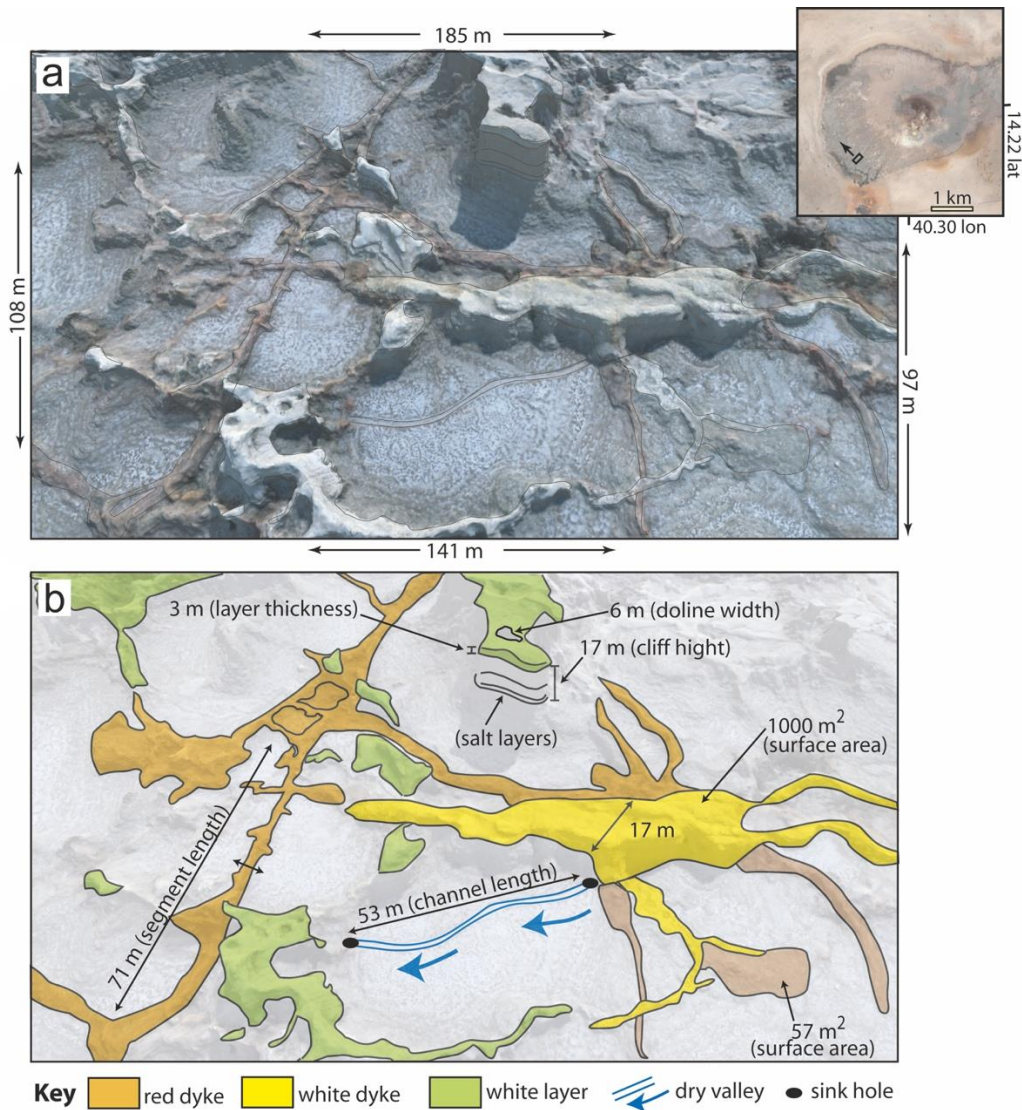 185 m
a
14.22 lat
1 km
40.30 lon
108 m
97 m
141 m
b
3 m (layer thickness)
6 m (doline width)
17 m (cliff hight)
(salt layers)
1000 m²
(surface area)
17 m
53 m (channel length)
71 m (segment length)
57 m²
(surface area)
Key red dyke white dyke white layer dry valley sink hole